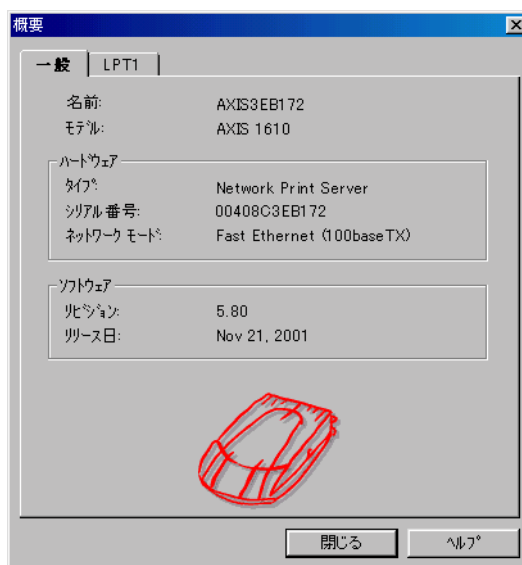 概要
一般 LPT1
名前: AXIS3EB172
モデル: AXIS 1610
ハードウェア
タイプ: Network Print Server
シリアル番号: 00408C3EB172
ネットワーク モード: Fast Ethernet (100baseTX)
ソフトウェア
リビジョン: 5.80
リリース日: Nov 21, 2001
閉じる ヘルプ